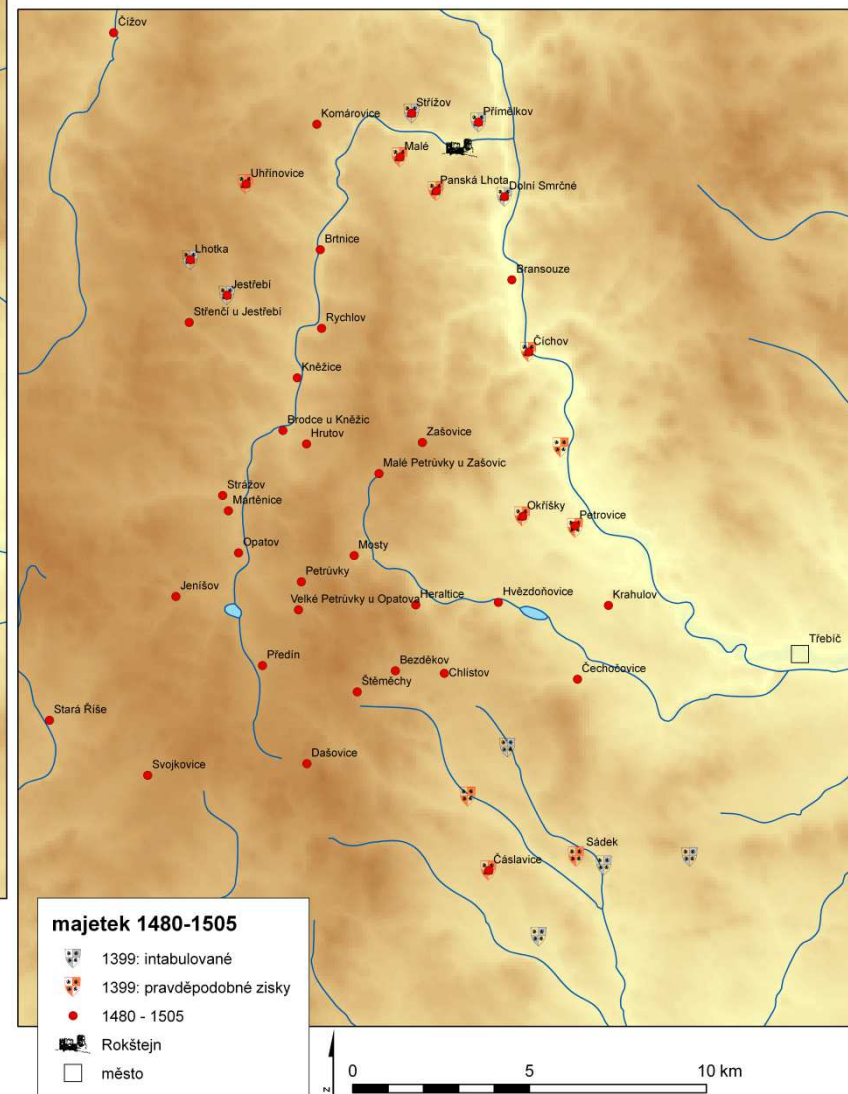 Čížov
Střížov
Přímělkov
Komárovice
Malé
Uhřínovice
Panská Lhota
Dolní Smrčné
Brtnice
Lhotka
Bransouze
Jestřebí
Střenčí u Jestřebí
Rychlov
Číchov
Kněžice
Brodce u Kněžic
Hrutov
Zašovice
Malé Petrůvky u Zašovic
Strážov
Martěnice
Okříšky
Petrovice
Opatov
Mosty
Petrůvky
Jeníšov
Velké Petrůvky u Opatova
Heraltice
Hvězdoňovice
Krahulov
Třebíč
Předín
Bezděkov
Chlístov
Čechočovice
Štěměchy
Stará Říše
Svojkovice
Dašovice
Sádek
Čáslavice
majetek 1480-1505
1399: intabulované
1399: pravděpodobné zisky
1480 - 1505
Rokštejn
město
z
0 5 10 km